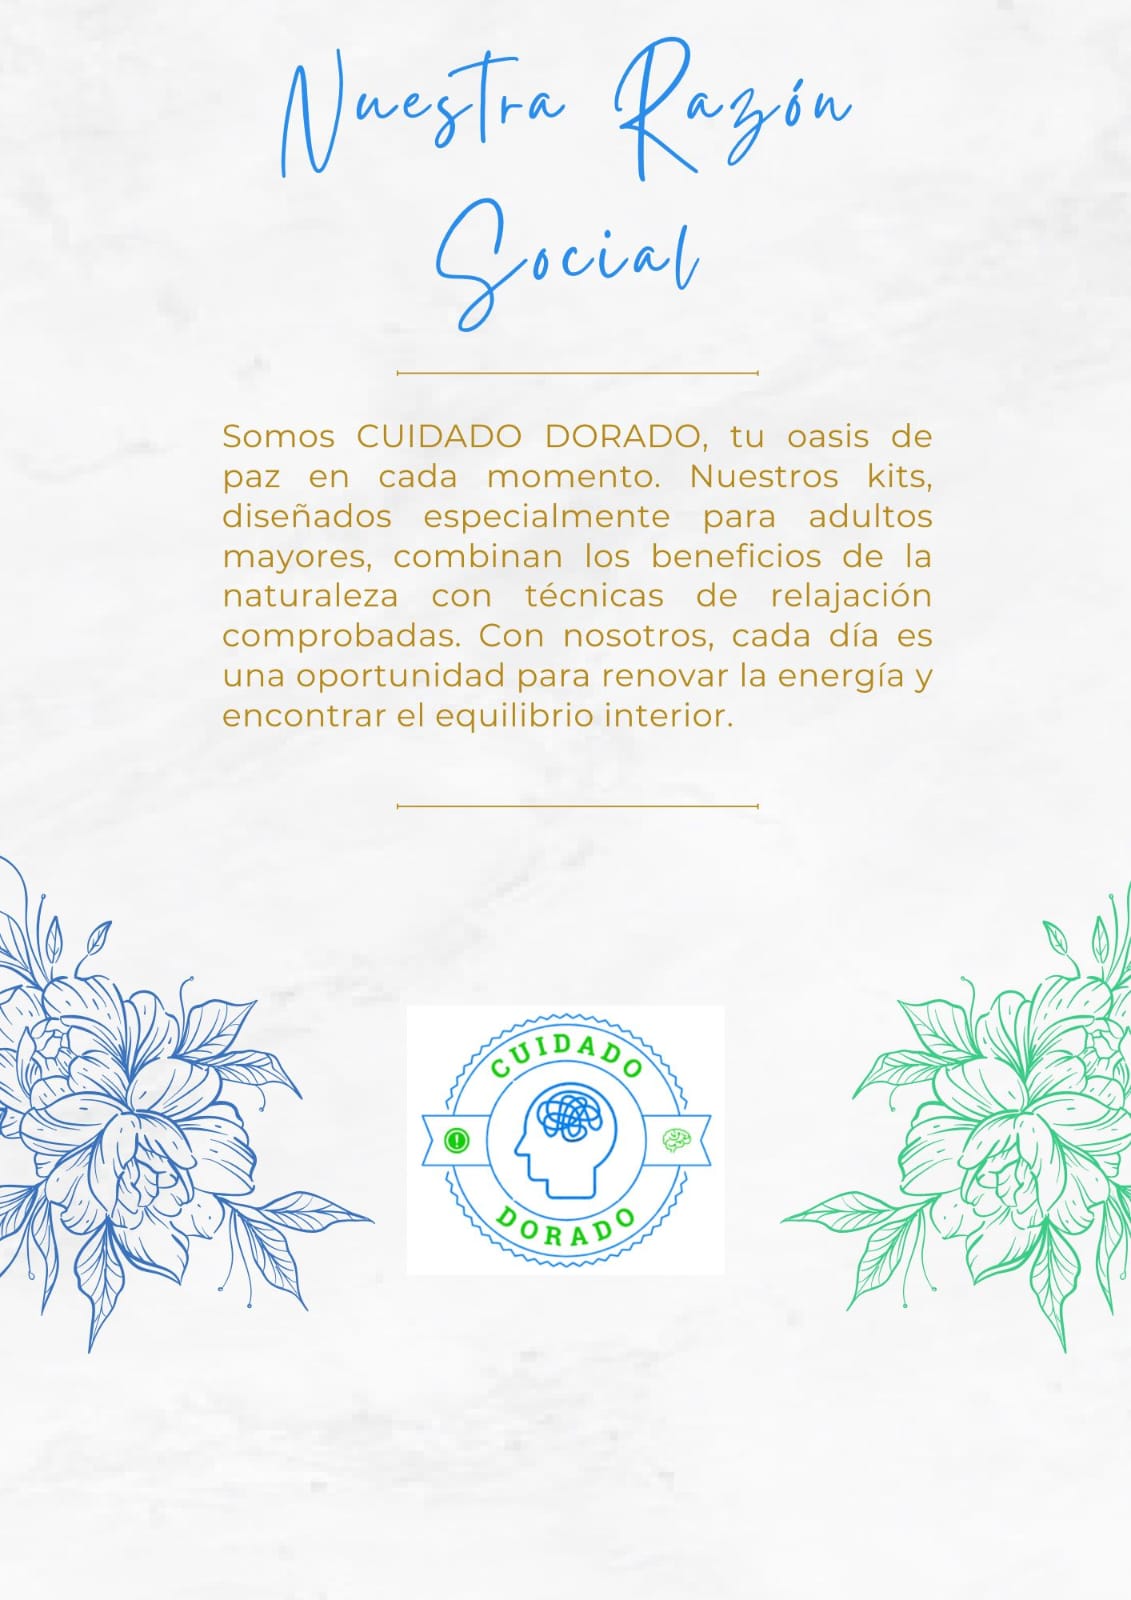 Nuestra Razón
Social
Somos CUIDADO DORADO, tu oasis de
paz en cada momento. Nuestros kits,
diseñados especialmente para adultos
mayores, combinan los beneficios de la
naturaleza con técnicas de relajación
comprobadas. Con nosotros, cada día es
una oportunidad para renovar la energía y
encontrar el equilibrio interior.
CUIDADO
DORADO